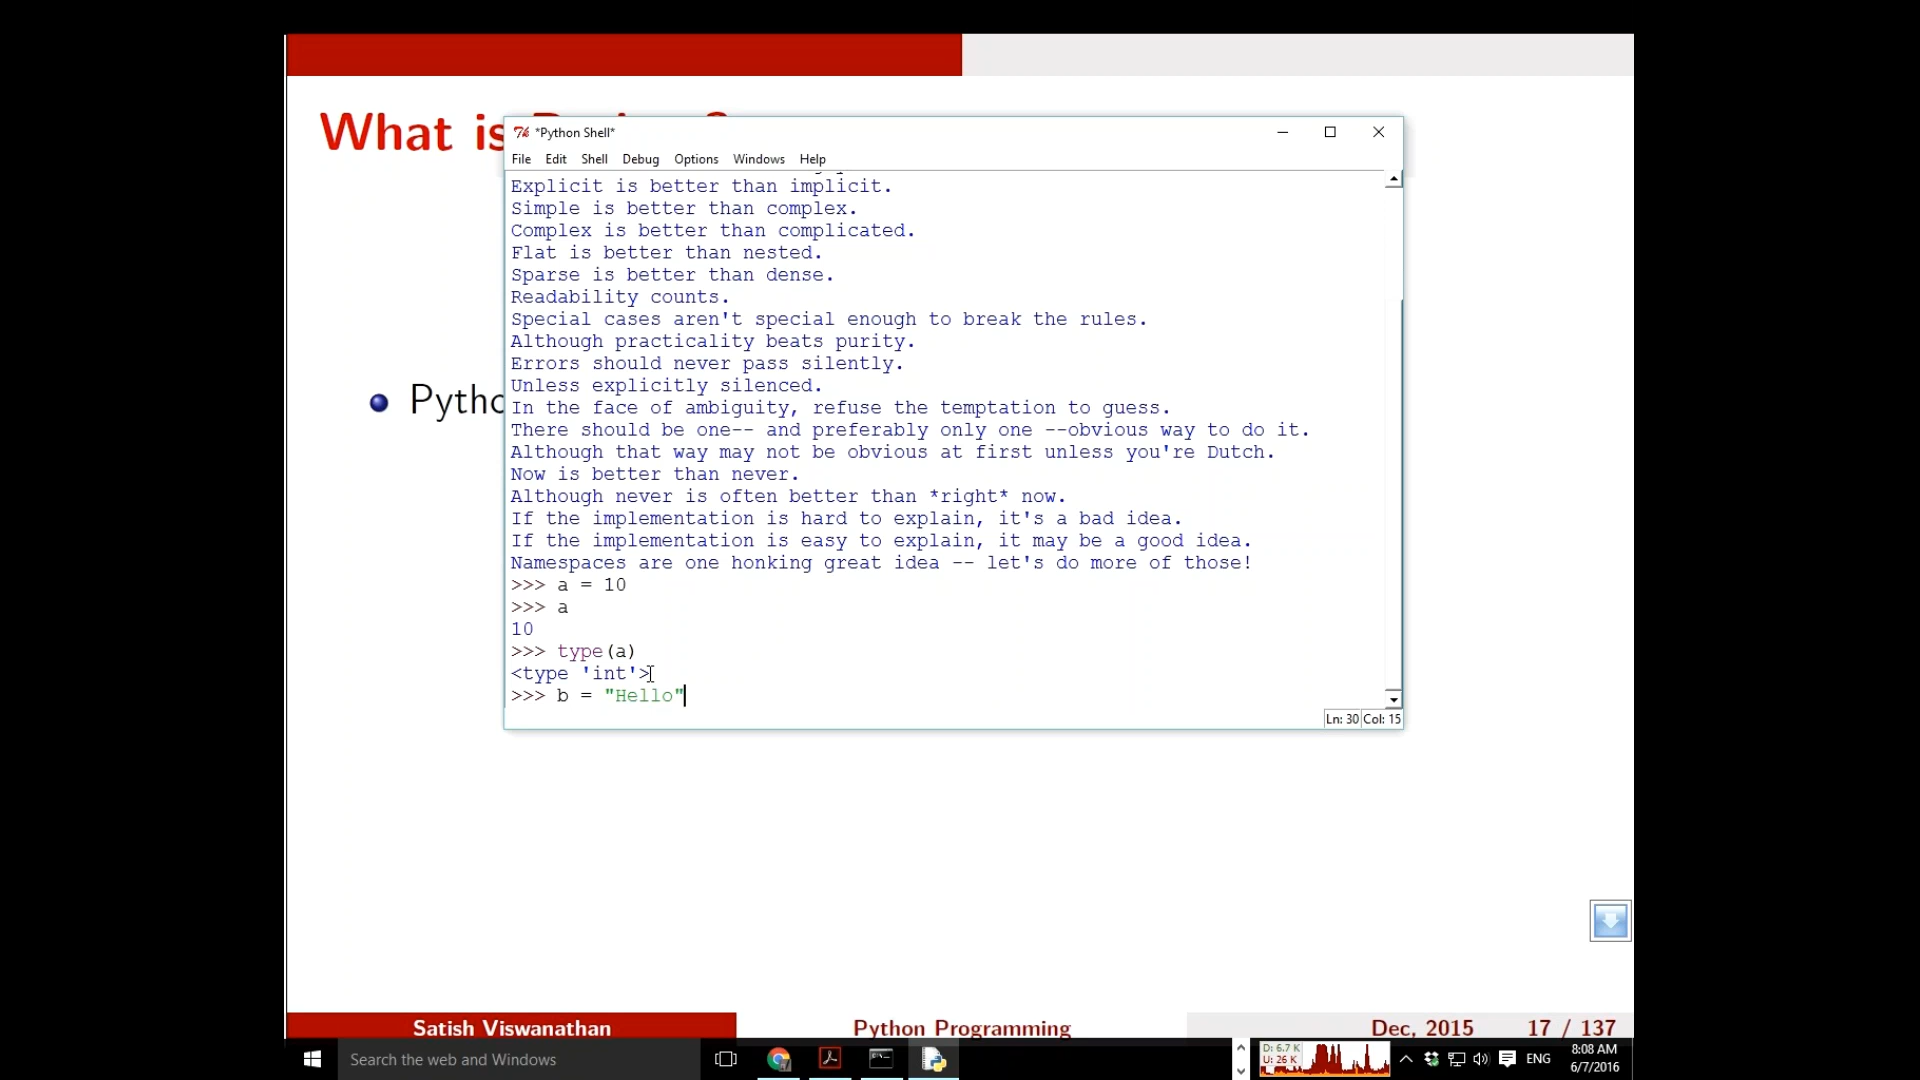 What is
*Python Shell*
File Edit Shell Debug Options Windows Help
Explicit is better than implicit.
Simple is better than complex.
Complex is better than complicated.
Flat is better than nested.
Sparse is better than dense.
Readability counts.
Special cases aren't special enough to break the rules.
Although practicality beats purity.
Errors should never pass silently.
Unless explicitly silenced.
In the face of ambiguity, refuse the temptation to guess.
There should be one-- and preferably only one --obvious way to do it.
Although that way may not be obvious at first unless you're Dutch.
Now is better than never.
Although never is often better than *right* now.
If the implementation is hard to explain, it's a bad idea.
If the implementation is easy to explain, it may be a good idea.
Namespaces are one honking great idea -- let's do more of those!
>>> a = 10
>>> a
10
>>> type(a)
<type 'int'>
>>> b = "Hello"
Ln: 30 Col: 15
Satish Viswanathan Python Programming Dec, 2015 17 / 137
Search the web and Windows
D: 6.7 K
U: 26 K
ENG
8:08 AM
6/7/2016